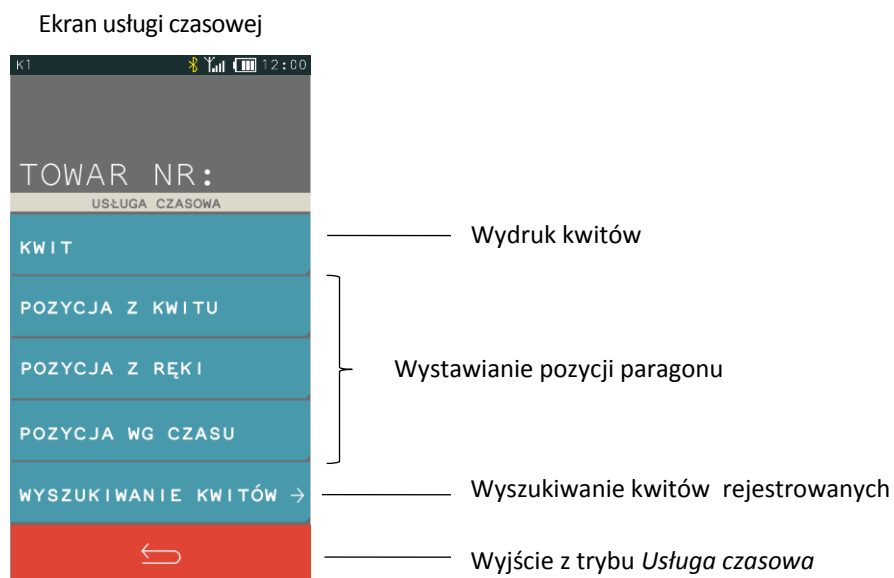 Ekran usługi czasowej
K1 12:00
TOWAR NR:
USŁUGA CZASOWA
KWIT
Wydruk kwitów
POZYCJA Z KWITU
POZYCJA Z RĘKI
Wystawianie pozycji paragonu
POZYCJA WG CZASU
WYSZUKIWANIE KWITÓW →
Wyszukiwanie kwitów rejestrowanych
Wyjście z trybu Usługa czasowa